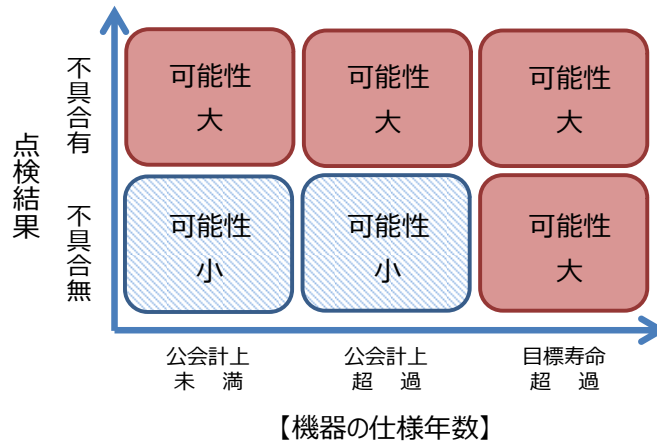 点検結果
不具合有
可能性
大
可能性
大
可能性
大
不具合無
可能性
小
可能性
小
可能性
大
公会計上
未 満
公会計上
超 過
目標寿命
超 過
【機器の仕様年数】